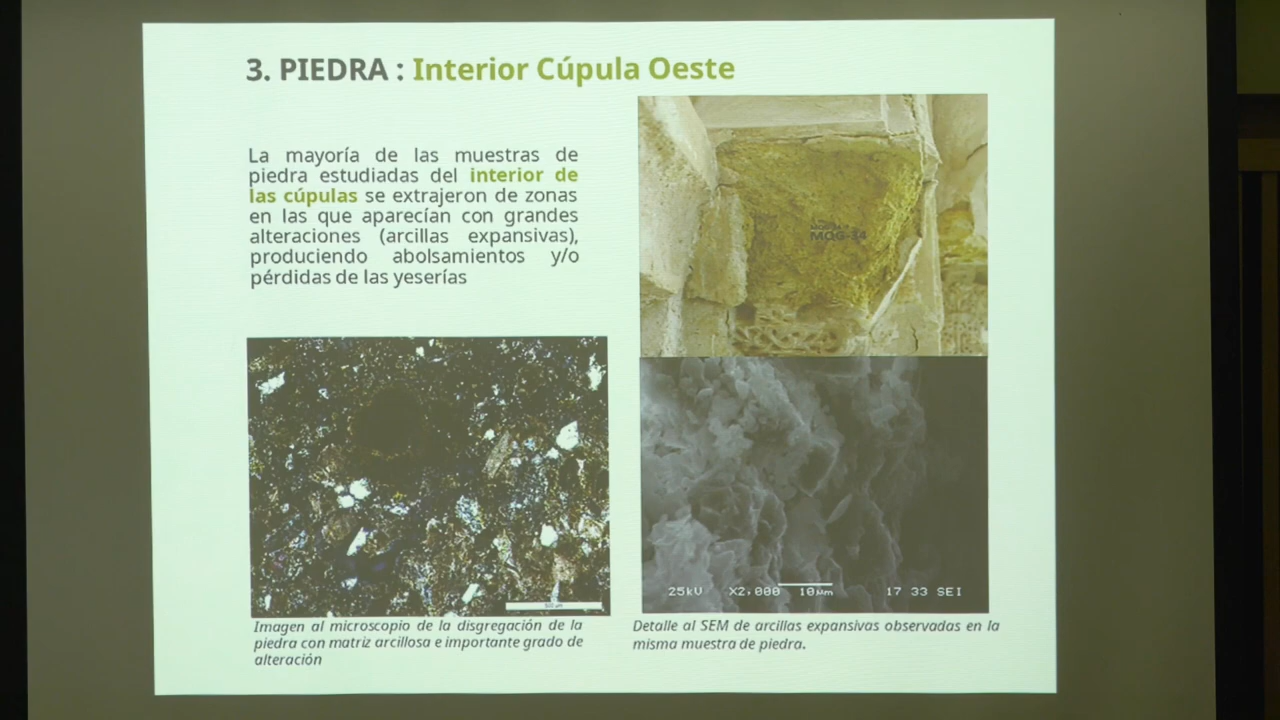 3. PIEDRA : Interior Cúpula Oeste
La mayoría de las muestras de
piedra estudiadas del interior de
las cúpulas se extrajeron de zonas
en las que aparecían con grandes
alteraciones (arcillas expansivas),
produciendo abolsamientos y/o
pérdidas de las yeserías
MOG-34
25kU X2,000 10µm 17 33 SEI
Imagen al microscopio de la disgregación de la
piedra con matriz arcillosa e importante grado de
alteración
Detalle al SEM de arcillas expansivas observadas en la
misma muestra de piedra.